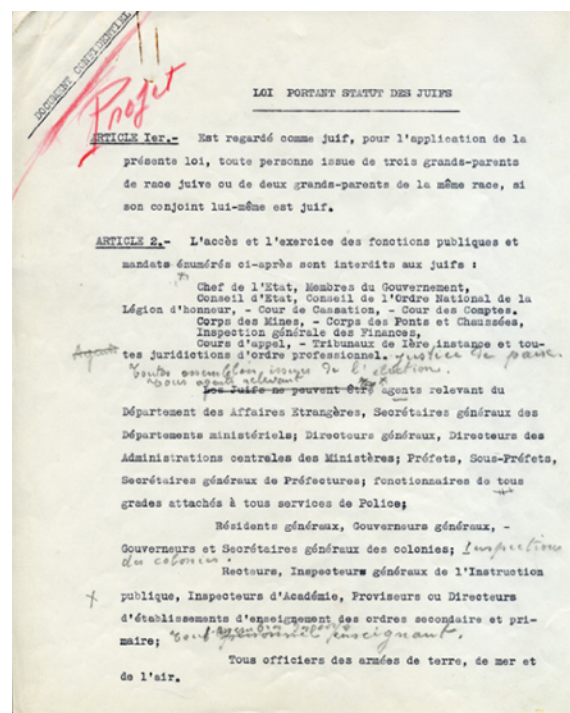 DOCUMENT CONFIDENTIEL
Projet
LOI PORTANT STATUT DES JUIFS
ARTICLE Ier.- Est regardé comme juif, pour l'application de la
présente loi, toute personne issue de trois grands-parents
de race juive ou de deux grands-parents de la même race, si
son conjoint lui-même est juif.
ARTICLE 2.- L'accès et l'exercice des fonctions publiques et
mandats énumérés ci-après sont interdits aux juifs :
Chef de l'Etat, Membres du Gouvernement,
Conseil d'Etat, Conseil de l'Ordre National de la
Légion d'honneur, - Cour de Cassation, - Cour des Comptes.
Corps des Mines, - Corps des Ponts et Chaussées,
Inspection générale des Finances,
Cours d'appel, - Tribunaux de Ière instance et tou-
tes juridictions d'ordre professionnel. Justice de paix.
Toutes assemblées issues de l'élection.
Tous agents relevant
Les Juifs ne peuvent être agents relevant du
Département des Affaires Etrangères, Secrétaires généraux des
Départements ministériels; Directeurs généraux, Directeurs des
Administrations centrales des Ministères; Préfets, Sous-Préfets,
Secrétaires généraux de Préfectures; fonctionnaires de tous
grades attachés à tous services de Police;
Résidents généraux, Gouverneurs généraux, -
Gouverneurs et Secrétaires généraux des colonies; Inspection
des colonies.
Recteurs, Inspecteurs généraux de l'Instruction
publique, Inspecteurs d'Académie, Proviseurs ou Directeurs
d'établissements d'enseignement des ordres secondaire et pri-
maire; tout personnel enseignant.
Tous officiers des armées de terre, de mer et
de l'air.